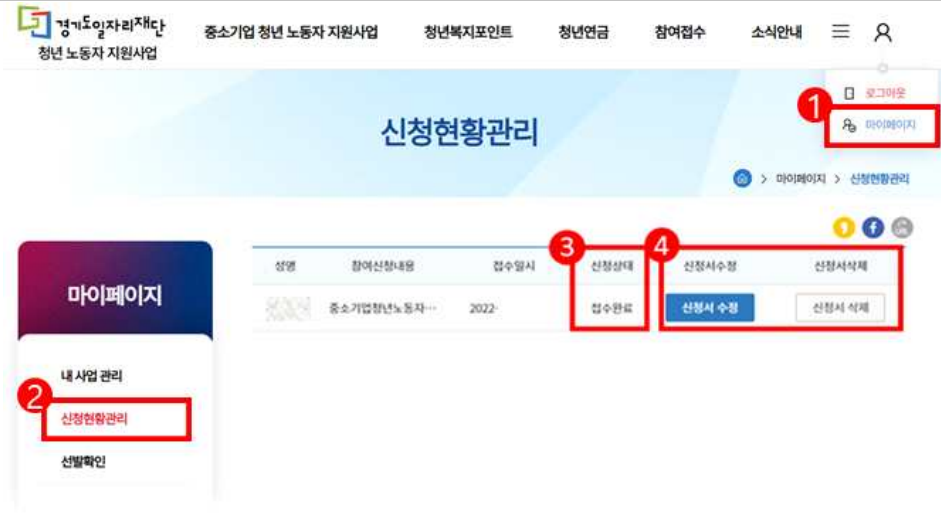 경기도일자리재단
청년 노동자 지원사업
중소기업 청년 노동자 지원사업 청년복지포인트 청년연금 참여접수 소식안내
로그아웃
1
마이페이지
신청현황관리
> 마이페이지 > 신청현황관리
3 4
성명 참여신청내용 접수일시 신청상태 신청서수정 신청서삭제
중소기업청년노동자… 2022- 접수완료 신청서 수정 신청서 삭제
마이페이지
내 사업 관리
2
신청현황관리
선발확인